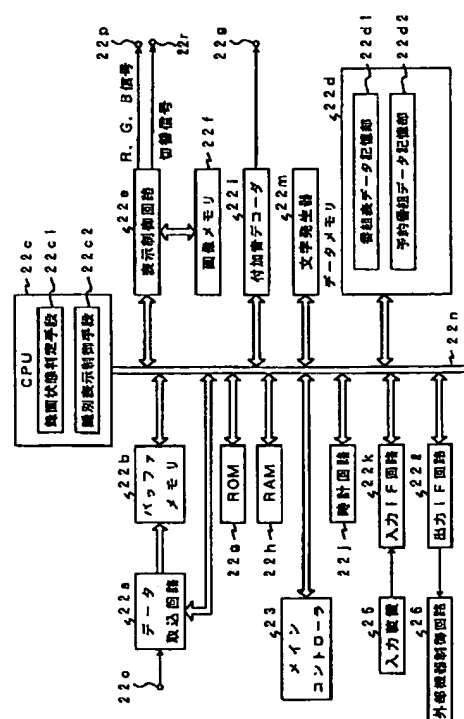 22c
CPU
22c1
録画状態判定手段
22c2
識別表示制御手段
22p
R、G、B信号
22r
切替信号
22e
表示制御回路
22f
画像メモリ
22q
22i
付加音デコーダ
22m
文字発生器
22d
データメモリ
22d1
番組表データ記憶部
22d2
予約番組データ記憶部
22n
22b
バッファ
メモリ
22a
データ
取込回路
22o
22g
ROM
22h
RAM
23
メイン
コントローラ
22j
時計回路
22k
入力IF回路
22ℓ
出力IF回路
25
入力装置
26
外部機器制御回路